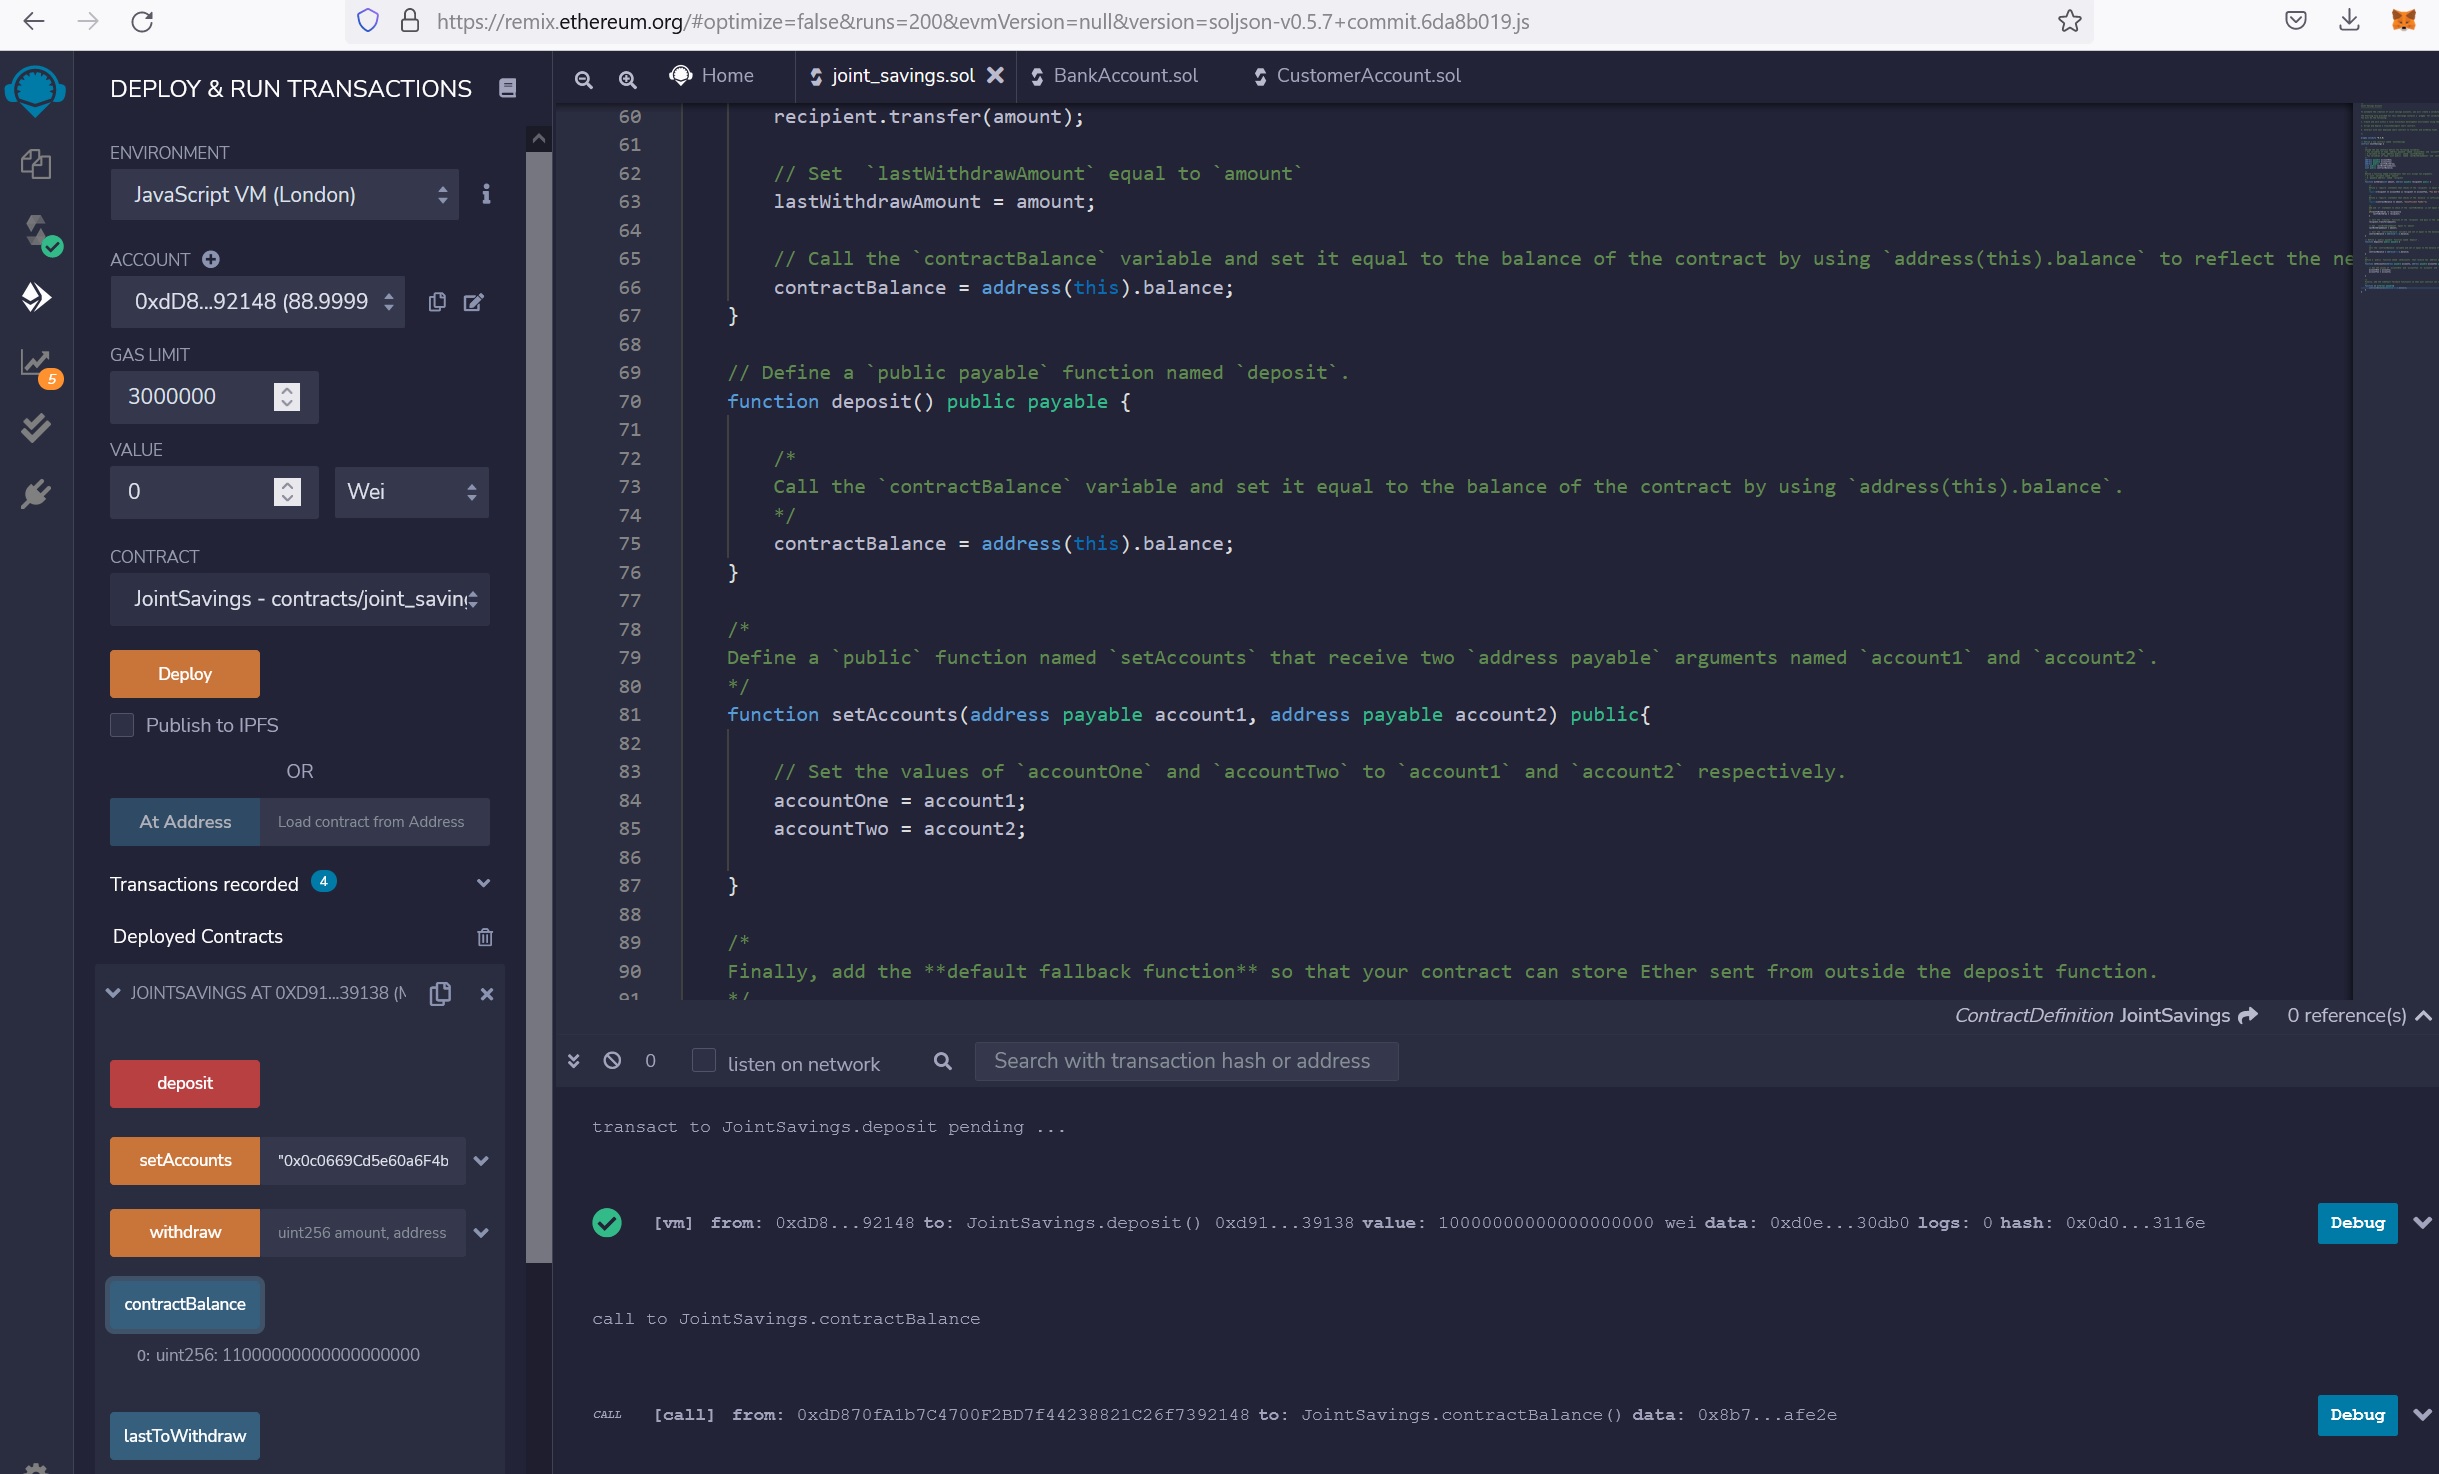 https://remix.ethereum.org/#optimize=false&runs=200&evmVersion=null&version=soljson-v0.5.7+commit.6da8b019.js
DEPLOY & RUN TRANSACTIONS
ENVIRONMENT
JavaScript VM (London)
ACCOUNT
0xdD8...92148 (88.9999
GAS LIMIT
3000000
VALUE
0
Wei
CONTRACT
JointSavings - contracts/joint_saving
Deploy
Publish to IPFS
OR
At Address
Load contract from Address
Transactions recorded 4
Deployed Contracts
JOINTSAVINGS AT 0XD91...39138 (M
deposit
setAccounts "0x0c0669Cd5e60a6F4b
withdraw uint256 amount, address
contractBalance
0: uint256: 11000000000000000000
lastToWithdraw
5
Home
joint_savings.sol
BankAccount.sol
CustomerAccount.sol
60 recipient.transfer(amount);
61
62 // Set  `lastWithdrawAmount` equal to `amount`
63 lastWithdrawAmount = amount;
64
65 // Call the `contractBalance` variable and set it equal to the balance of the contract by using `address(this).balance` to reflect the ne
66 contractBalance = address(this).balance;
67 }
68
69 // Define a `public payable` function named `deposit`.
70 function deposit() public payable {
71
72 /*
73 Call the `contractBalance` variable and set it equal to the balance of the contract by using `address(this).balance`.
74 */
75 contractBalance = address(this).balance;
76 }
77
78 /*
79 Define a `public` function named `setAccounts` that receive two `address payable` arguments named `account1` and `account2`.
80 */
81 function setAccounts(address payable account1, address payable account2) public{
82
83 // Set the values of `accountOne` and `accountTwo` to `account1` and `account2` respectively.
84 accountOne = account1;
85 accountTwo = account2;
86
87 }
88
89 /*
90 Finally, add the **default fallback function** so that your contract can store Ether sent from outside the deposit function.
91 */
ContractDefinition JointSavings 0 reference(s)
0 listen on network Search with transaction hash or address
transact to JointSavings.deposit pending ...
[vm] from: 0xdD8...92148 to: JointSavings.deposit() 0xd91...39138 value: 10000000000000000000 wei data: 0xd0e...30db0 logs: 0 hash: 0x0d0...3116e Debug
call to JointSavings.contractBalance
CALL [call] from: 0xdD870fA1b7C4700F2BD7f44238821C26f7392148 to: JointSavings.contractBalance() data: 0x8b7...afe2e Debug